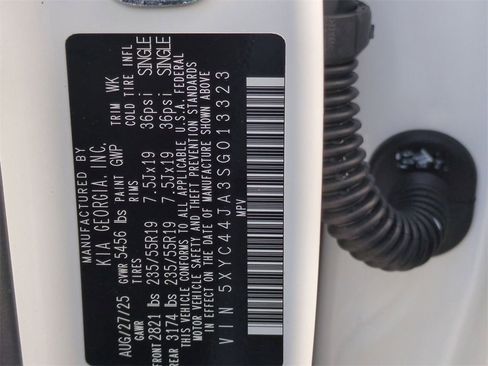 MANUFACTURED BY
KIA GEORGIA, INC.
AUG/27/25 GVWR 5456 lbs PAINT GWP TRIM WK
GAWR TIRES RIMS COLD TIRE INFL
FRONT 2821 lbs 235/55R19 7.5Jx19 36psi SINGLE
REAR 3174 lbs 235/55R19 7.5Jx19 36psi SINGLE
THIS VEHICLE CONFORMS TO ALL APPLICABLE U.S.A. FEDERAL
MOTOR VEHICLE SAFETY AND THEFT PREVENTION STANDARDS
IN EFFECT ON THE DATE OF MANUFACTURE SHOWN ABOVE
MPV
VIN 5XYC44JA3SG013323